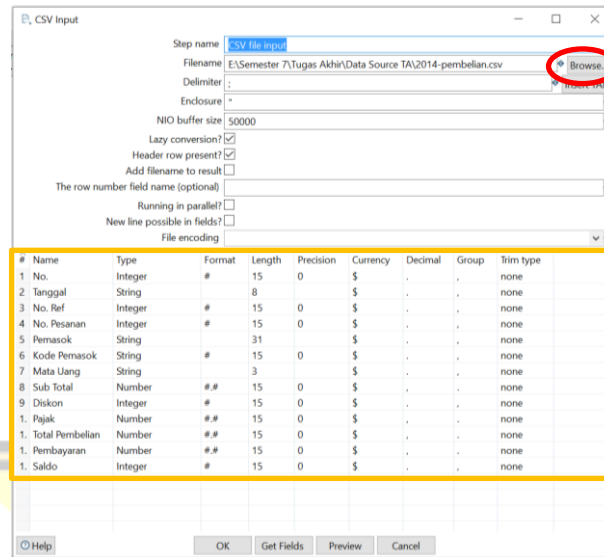 CSV Input
Step name CSV file input
Filename E:\Semester 7\Tugas Akhir\Data Source TA\2014-pembelian.csv Browse.
Delimiter ;
Enclosure "
NIO buffer size 50000
Lazy conversion?
Header row present?
Add filename to result
The row number field name (optional)
Running in parallel?
New line possible in fields?
File encoding
# Name Type Format Length Precision Currency Decimal Group Trim type
1 No. Integer # 15 0 $ . , none
2 Tanggal String 8 $ . , none
3 No. Ref Integer # 15 0 $ . , none
4 No. Pesanan Integer # 15 0 $ . , none
5 Pemasok String 31 $ . , none
6 Kode Pemasok String # 15 0 $ . , none
7 Mata Uang String 3 $ . , none
8 Sub Total Number #.# 15 0 $ , . none
9 Diskon Integer # 15 0 $ . , none
1. Pajak Number #.# 15 0 $ , . none
1. Total Pembelian Number #.# 15 0 $ , . none
1. Pembayaran Number #.# 15 0 $ , . none
1. Saldo Integer # 15 0 $ . , none
Help OK Get Fields Preview Cancel